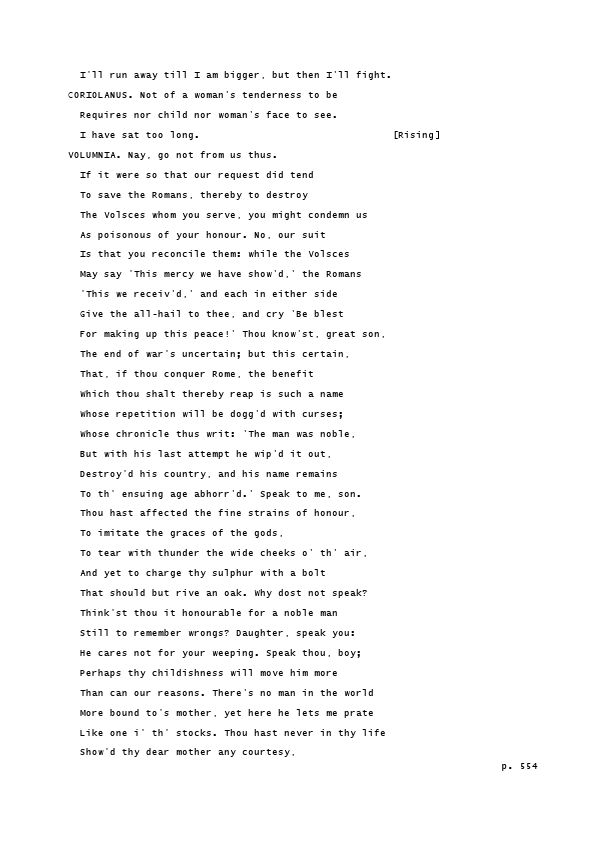 I'll run away till I am bigger, but then I'll fight.
CORIOLANUS. Not of a woman's tenderness to be
Requires nor child nor woman's face to see.
I have sat too long. [Rising]
VOLUMNIA. Nay, go not from us thus.
If it were so that our request did tend
To save the Romans, thereby to destroy
The Volsces whom you serve, you might condemn us
As poisonous of your honour. No, our suit
Is that you reconcile them: while the Volsces
May say 'This mercy we have show'd,' the Romans
'This we receiv'd,' and each in either side
Give the all-hail to thee, and cry 'Be blest
For making up this peace!' Thou know'st, great son,
The end of war's uncertain; but this certain,
That, if thou conquer Rome, the benefit
Which thou shalt thereby reap is such a name
Whose repetition will be dogg'd with curses;
Whose chronicle thus writ: 'The man was noble,
But with his last attempt he wip'd it out,
Destroy'd his country, and his name remains
To th' ensuing age abhorr'd.' Speak to me, son.
Thou hast affected the fine strains of honour,
To imitate the graces of the gods,
To tear with thunder the wide cheeks o' th' air,
And yet to charge thy sulphur with a bolt
That should but rive an oak. Why dost not speak?
Think'st thou it honourable for a noble man
Still to remember wrongs? Daughter, speak you:
He cares not for your weeping. Speak thou, boy;
Perhaps thy childishness will move him more
Than can our reasons. There's no man in the world
More bound to's mother, yet here he lets me prate
Like one i' th' stocks. Thou hast never in thy life
Show'd thy dear mother any courtesy,
p. 554